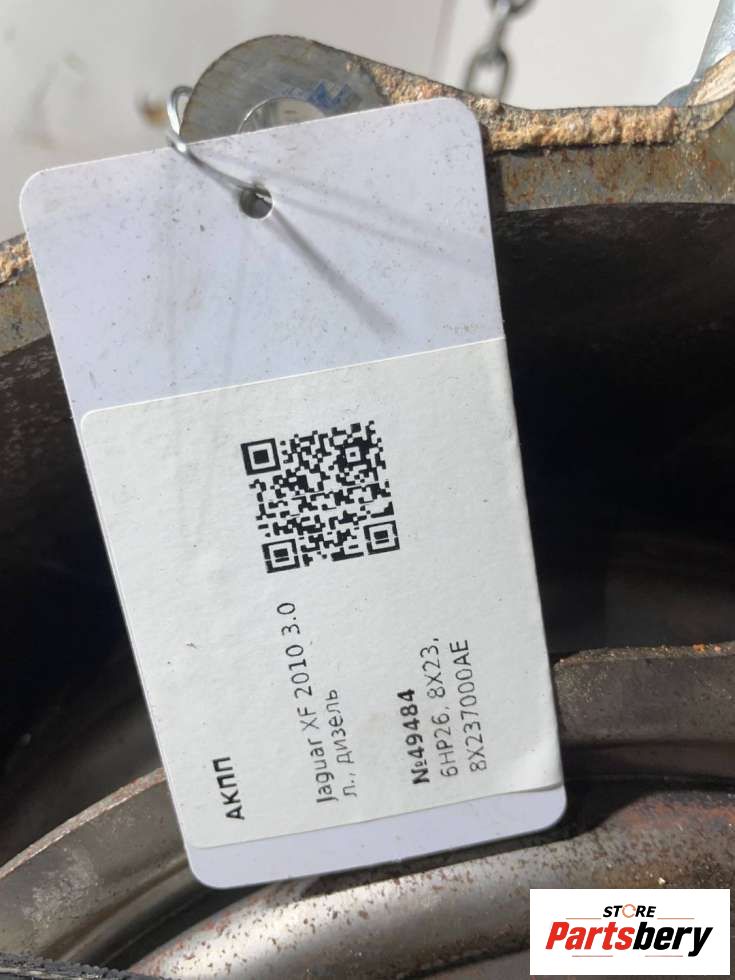 АКПП
Jaguar XF 2010 3.0
л., дизель
№49484
6HP26, 8X23,
8X237000AE
STORE
Partsbery